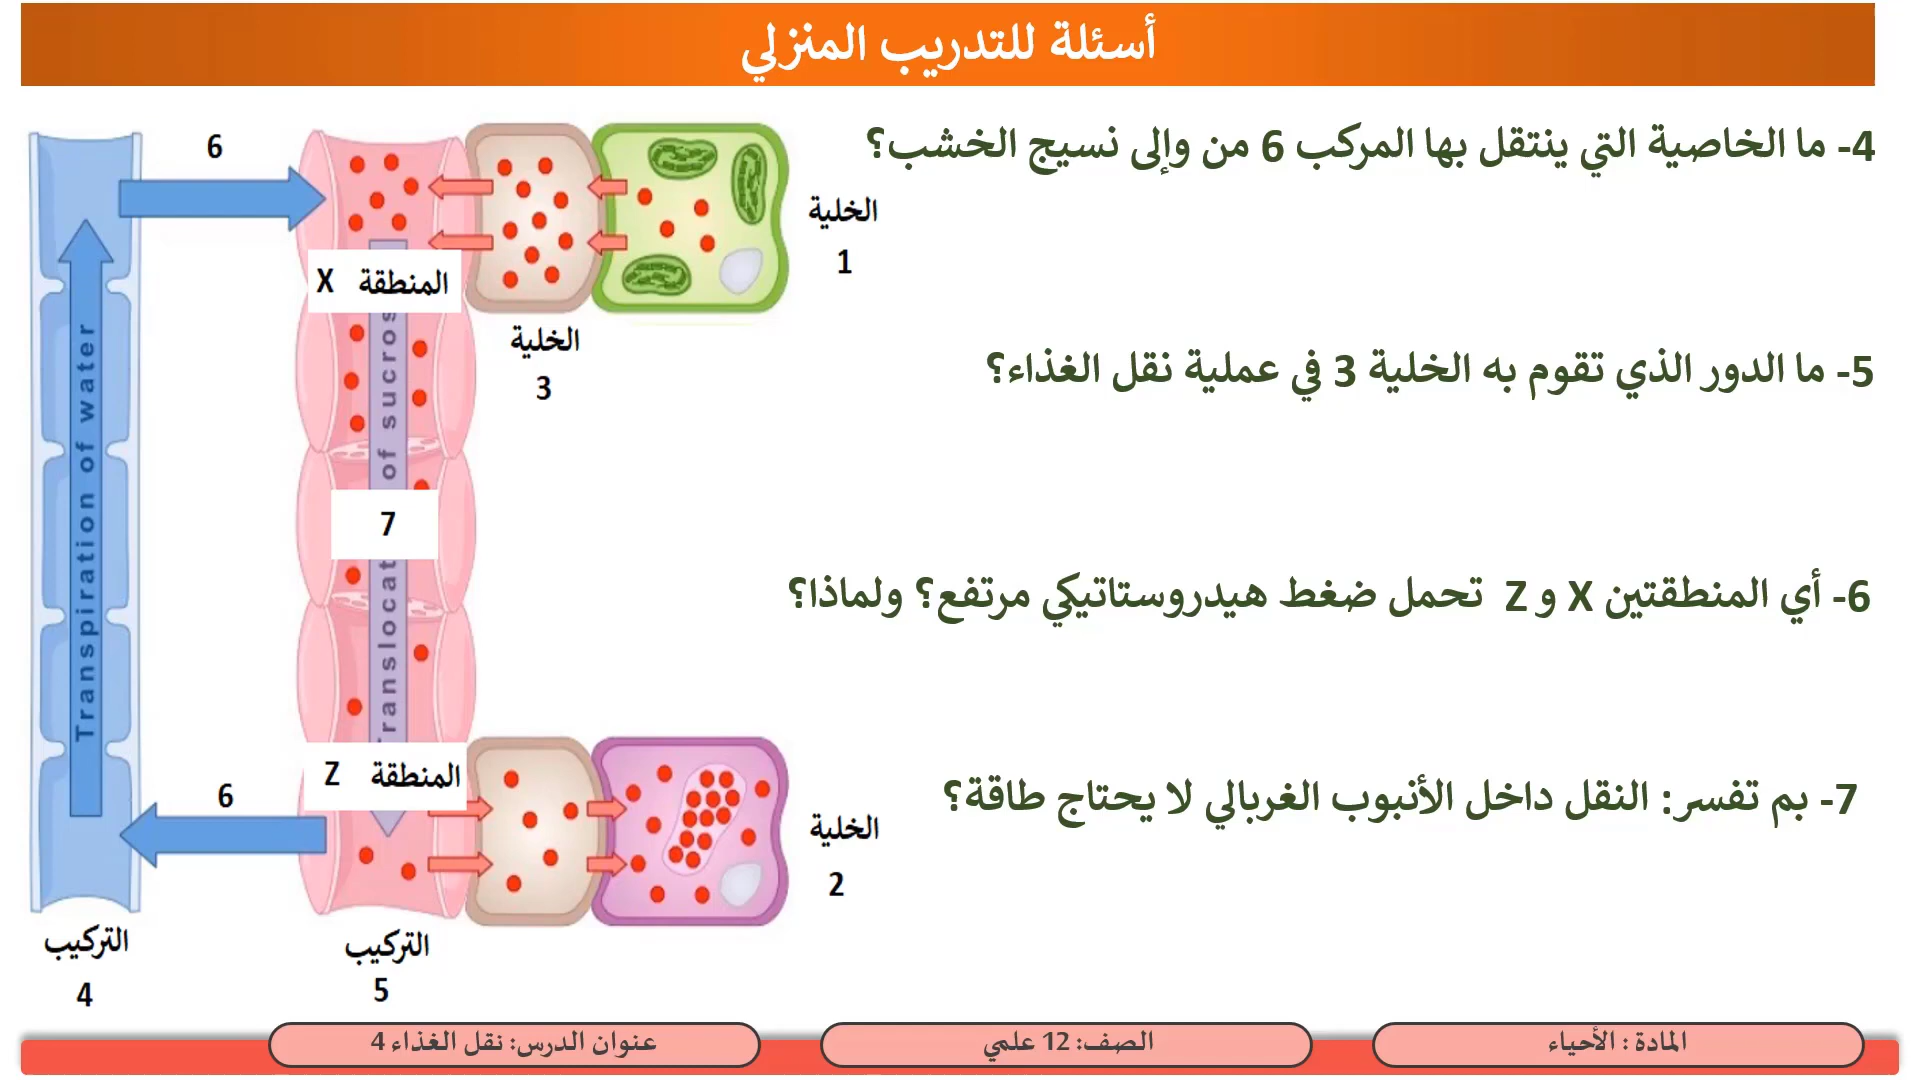 أسئلة للتدريب المنزلي
4- ما الخاصية التي ينتقل بها المركب 6 من وإلى نسيج الخشب؟
5- ما الدور الذي تقوم به الخلية 3 في عملية نقل الغذاء؟
6- أي المنطقتين X و Z تحمل ضغط هيدروستاتيكي مرتفع؟ ولماذا؟
7- بم تفسر: النقل داخل الأنبوب الغربالي لا يحتاج طاقة؟
6
الخلية
1
المنطقة X
الخلية
3
Transpiration of water
of sucros
7
ranslocat
المنطقة Z
6
الخلية
2
التركيب
4
التركيب
5
المادة : الأحياء
الصف: 12 علمي
عنوان الدرس: نقل الغذاء 4